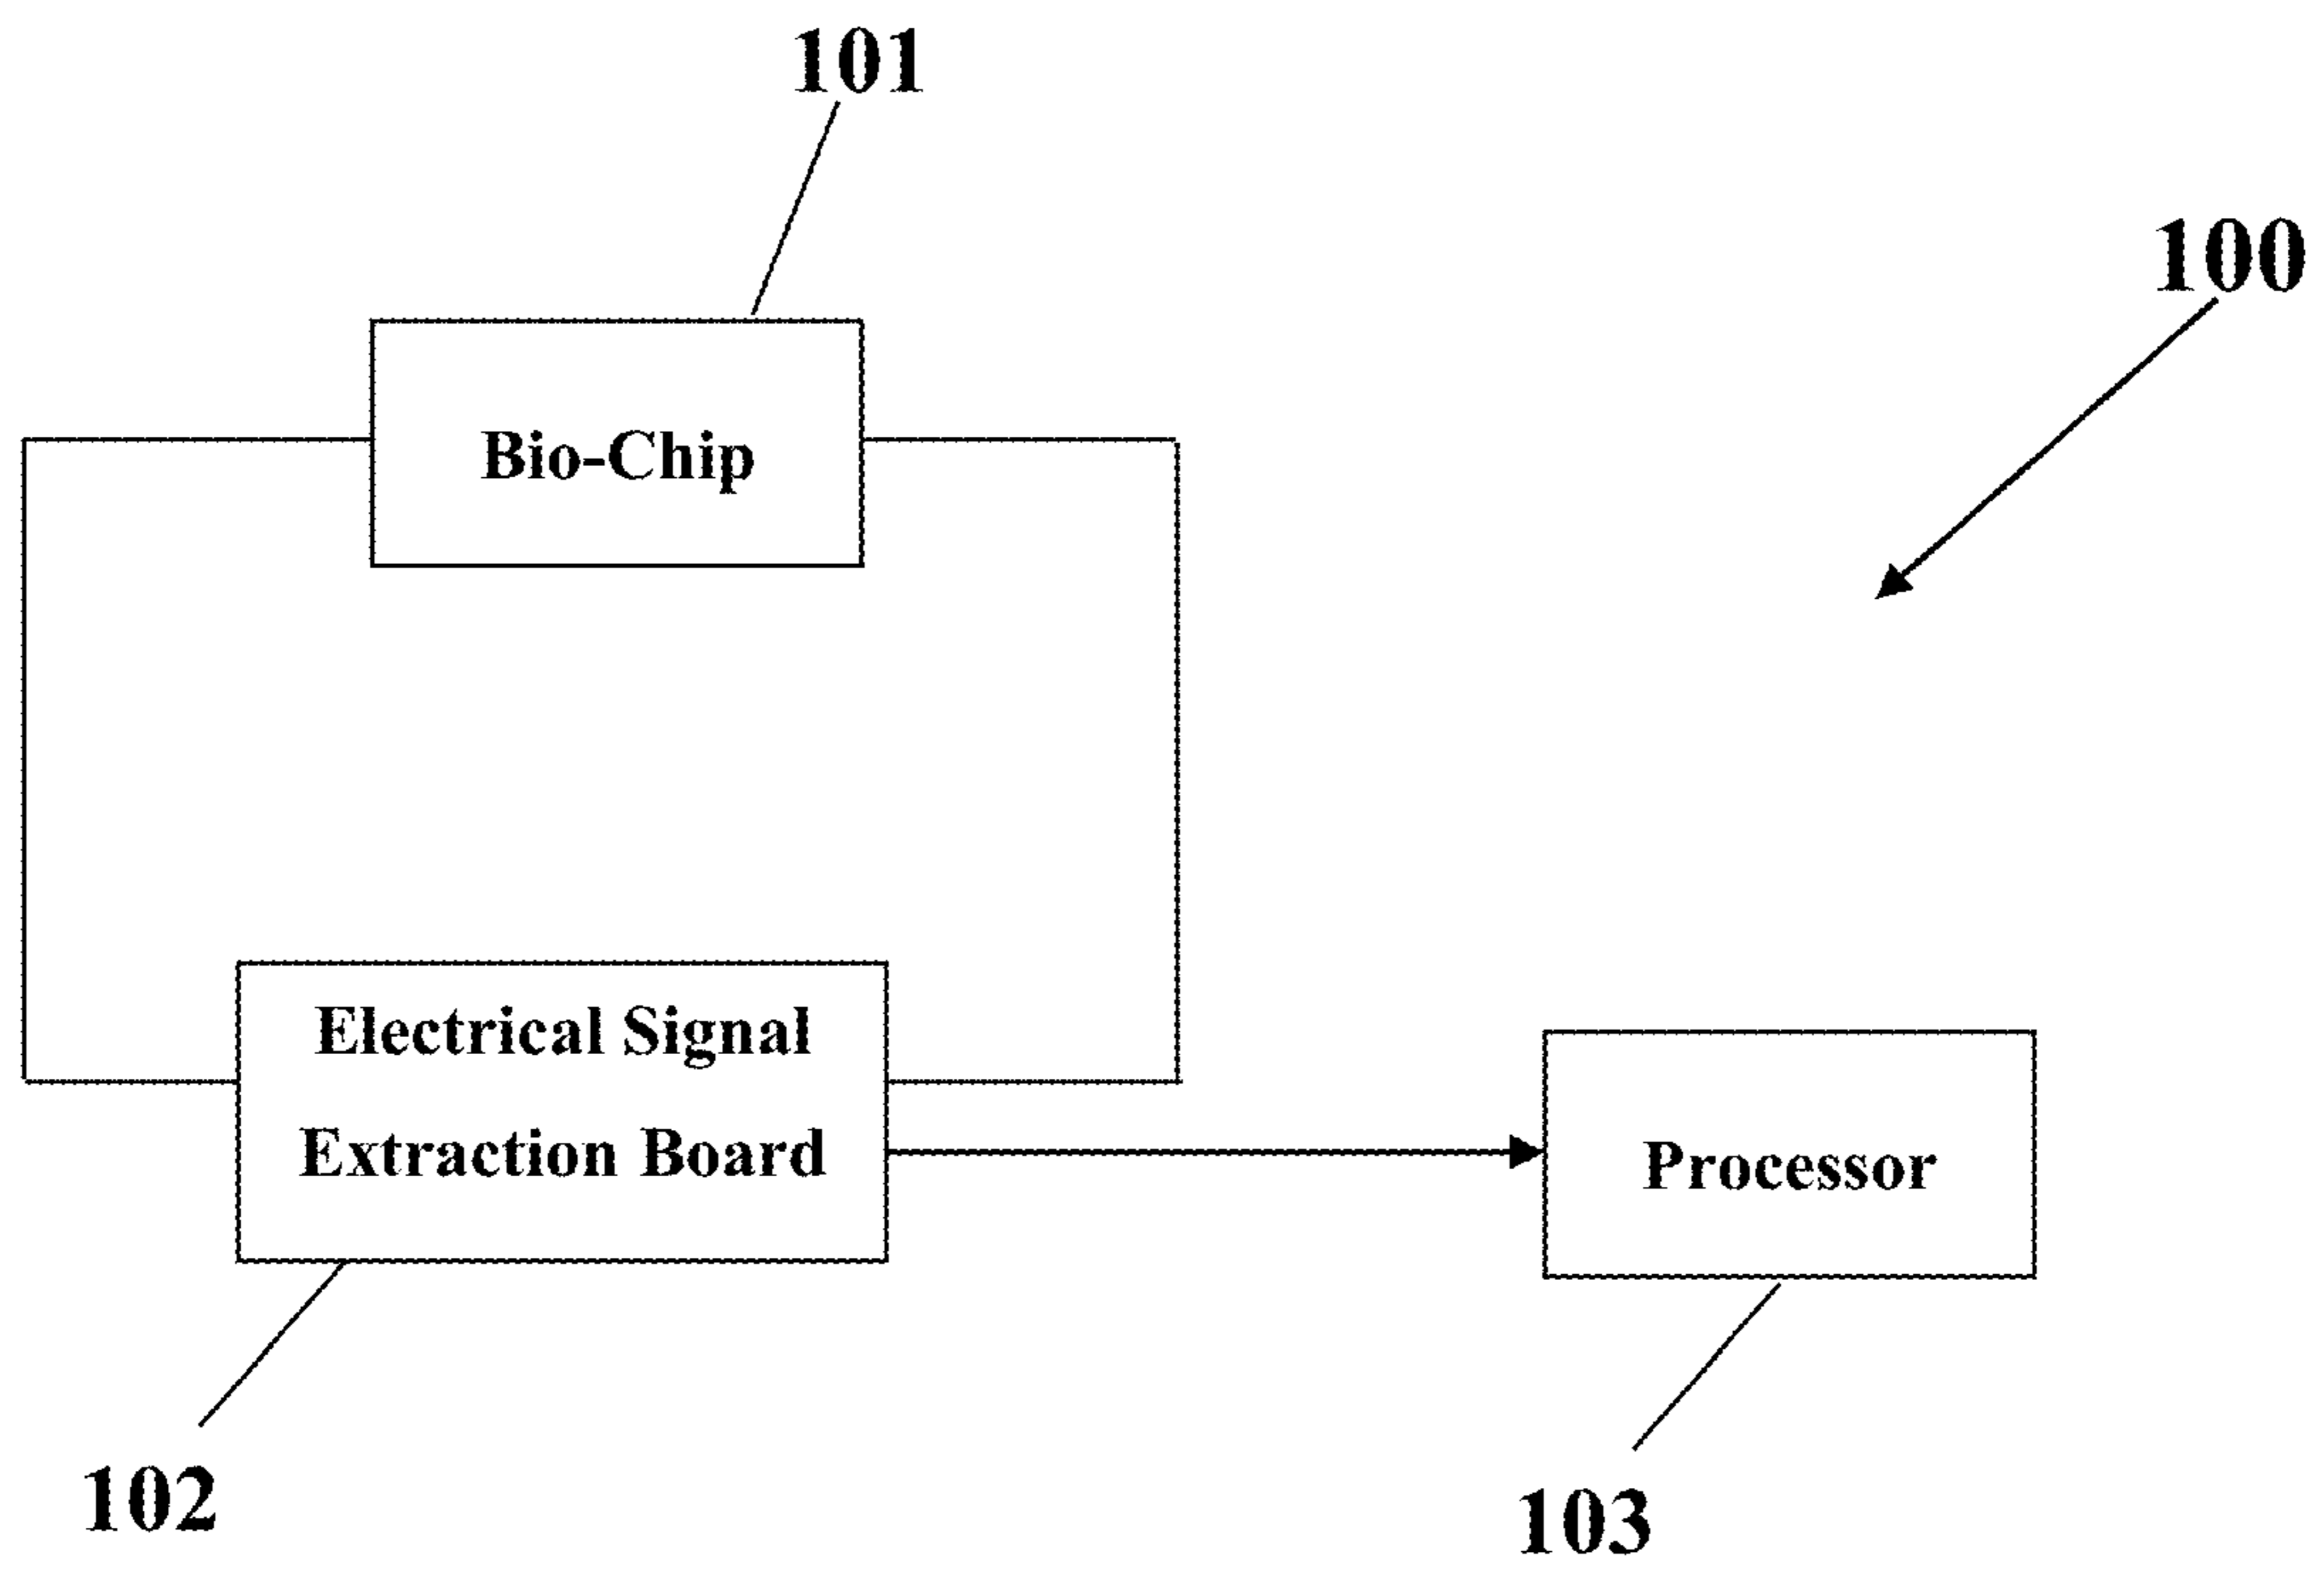 101
100
Bio-Chip
Electrical Signal
Extraction Board
Processor
102
103